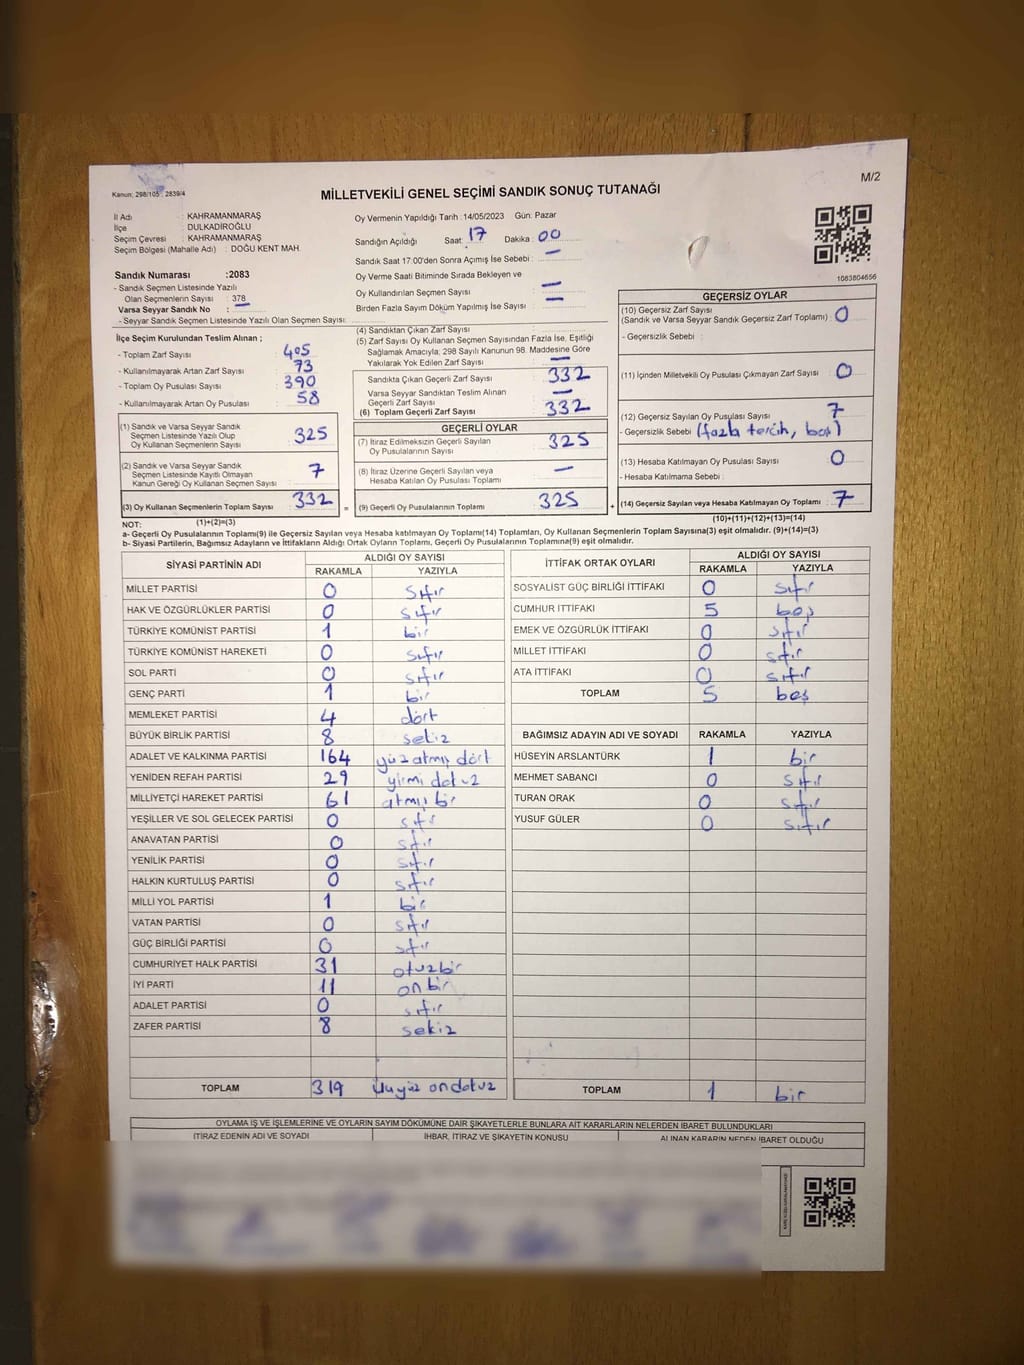 Kanun: 298/105 , 2839/4
M/2
MİLLETVEKİLİ GENEL SEÇİMİ SANDIK SONUÇ TUTANAĞI
İl Adı : KAHRAMANMARAŞ
İlçe : DULKADİROĞLU
Seçim Çevresi : KAHRAMANMARAŞ
Seçim Bölgesi (Mahalle Adı) : DOĞU KENT MAH.
Sandık Numarası :2083
- Sandık Seçmen Listesinde Yazılı
Olan Seçmenlerin Sayısı : 378
Varsa Seyyar Sandık No : —
- Seyyar Sandık Seçmen Listesinde Yazılı Olan Seçmen Sayısı:
Oy Vermenin Yapıldığı Tarih :14/05/2023 Gün: Pazar
Sandığın Açıldığı Saat: 17 Dakika : 00
Sandık Saat 17:00'den Sonra Açımış İse Sebebi : —
Oy Verme Saati Bitiminde Sırada Bekleyen ve
Oy Kullandırılan Seçmen Sayısı : —
Birden Fazla Sayım Döküm Yapılmış İse Sayısı : —
1083804656
İlçe Seçim Kurulundan Teslim Alınan ;
- Toplam Zarf Sayısı : 405
- Kullanılmayarak Artan Zarf Sayısı : 73
- Toplam Oy Pusulası Sayısı : 390
- Kullanılmayarak Artan Oy Pusulası : 58
(1) Sandık ve Varsa Seyyar Sandık
Seçmen Listesinde Yazılı Olup
Oy Kullanan Seçmenlerin Sayısı : 325
(2) Sandık ve Varsa Seyyar Sandık
Seçmen Listesinde Kayıtlı Olmayan
Kanun Gereği Oy Kullanan Seçmen Sayısı : 7
(3) Oy Kullanan Seçmenlerin Toplam Sayısı : 332
(4) Sandıktan Çıkan Zarf Sayısı :
(5) Zarf Sayısı Oy Kullanan Seçmen Sayısından Fazla İse, Eşitliği
Sağlamak Amacıyla; 298 Sayılı Kanunun 98. Maddesine Göre
Yakılarak Yok Edilen Zarf Sayısı : —
Sandıkta Çıkan Geçerli Zarf Sayısı : 332
Varsa Seyyar Sandıktan Teslim Alınan
Geçerli Zarf Sayısı : —
(6) Toplam Geçerli Zarf Sayısı : 332
GEÇERLİ OYLAR
(7) İtiraz Edilmeksizin Geçerli Sayılan
Oy Pusulalarının Toplamı : 325
(8) İtiraz Üzerine Geçerli Sayılan veya
Hesaba Katılan Oy Pusulası Toplamı : —
= (9) Geçerli Oy Pusulalarının Toplamı : 325
GEÇERSİZ OYLAR
(10) Geçersiz Zarf Sayısı
(Sandık ve Varsa Seyyar Sandık Geçersiz Zarf Toplamı) : 0
- Geçersizlik Sebebi :
(11) İçinden Milletvekili Oy Pusulası Çıkmayan Zarf Sayısı : 0
(12) Geçersiz Sayılan Oy Pusulası Sayısı : 7
- Geçersizlik Sebebi (fazla tercih, boş)
(13) Hesaba Katılmayan Oy Pusulası Sayısı : 0
- Hesaba Katılmama Sebebi :
+ (14) Geçersiz Sayılan veya Hesaba Katılmayan Oy Toplamı : 7
NOT: (1)+(2)=(3) (10)+(11)+(12)+(13)=(14)
a- Geçerli Oy Pusulalarının Toplamı(9) ile Geçersiz Sayılan veya Hesaba katılmayan Oy Toplamı(14) Toplamları, Oy Kullanan Seçmenlerin Toplam Sayısına(3) eşit olmalıdır. (9)+(14)=(3)
b- Siyasi Partilerin, Bağımsız Adayların ve İttifakların Aldığı Ortak Oyların Toplamı, Geçerli Oy Pusulalarının Toplamına(9) eşit olmalıdır.
SİYASİ PARTİNİN ADI ALDIĞI OY SAYISI
RAKAMLA YAZIYLA
MİLLET PARTİSİ 0 sıfır
HAK VE ÖZGÜRLÜKLER PARTİSİ 0 sıfır
TÜRKİYE KOMÜNİST PARTİSİ 1 bir
TÜRKİYE KOMÜNİST HAREKETİ 0 sıfır
SOL PARTİ 0 sıfır
GENÇ PARTİ 1 bir
MEMLEKET PARTİSİ 4 dört
BÜYÜK BİRLİK PARTİSİ 8 sekiz
ADALET VE KALKINMA PARTİSİ 164 yüz atmış dört
YENİDEN REFAH PARTİSİ 29 yirmi dokuz
MİLLİYETÇİ HAREKET PARTİSİ 61 atmış bir
YEŞİLLER VE SOL GELECEK PARTİSİ 0 sıfır
ANAVATAN PARTİSİ 0 sıfır
YENİLİK PARTİSİ 0 sıfır
HALKIN KURTULUŞ PARTİSİ 0 sıfır
MİLLİ YOL PARTİSİ 1 bir
VATAN PARTİSİ 0 sıfır
GÜÇ BİRLİĞİ PARTİSİ 0 sıfır
CUMHURİYET HALK PARTİSİ 31 otuzbir
İYİ PARTİ 11 onbir
ADALET PARTİSİ 0 sıfır
ZAFER PARTİSİ 8 sekiz
TOPLAM 319 üçyüz ondokuz
İTTİFAK ORTAK OYLARI ALDIĞI OY SAYISI
RAKAMLA YAZIYLA
SOSYALİST GÜÇ BİRLİĞİ İTTİFAKI 0 sıfır
CUMHUR İTTİFAKI 5 beş
EMEK VE ÖZGÜRLÜK İTTİFAKI 0 sıfır
MİLLET İTTİFAKI 0 sıfır
ATA İTTİFAKI 0 sıfır
TOPLAM 5 beş
BAĞIMSIZ ADAYIN ADI VE SOYADI RAKAMLA YAZIYLA
HÜSEYİN ARSLANTÜRK 1 bir
MEHMET SABANCI 0 sıfır
TURAN ORAK 0 sıfır
YUSUF GÜLER 0 sıfır
TOPLAM 1 bir
OYLAMA İŞ VE İŞLEMLERİNE VE OYLARIN SAYIM DÖKÜMÜNE DAİR ŞİKAYETLERLE BUNLARA AİT KARARLARIN NELERDEN İBARET BULUNDUKLARI
İTİRAZ EDENİN ADI VE SOYADI İHBAR, İTİRAZ VE ŞİKAYETİN KONUSU ALINAN KARARIN NEDEN İBARET OLDUĞU